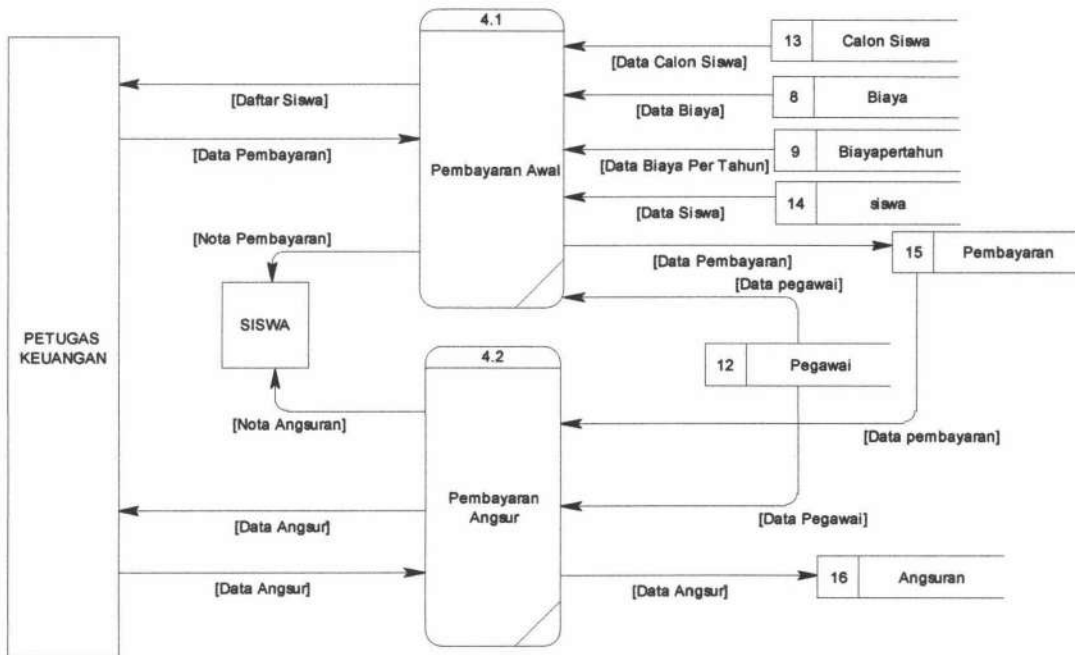 4.1
13 Calon Siswa
[Data Calon Siswa]
[Daftar Siswa]
8 Biaya
[Data Biaya]
[Data Pembayaran]
Pembayaran Awal
9 Biayapertahun
[Data Biaya Per Tahun]
14 siswa
[Data Siswa]
[Nota Pembayaran]
15 Pembayaran
[Data Pembayaran]
[Data pegawai]
SISWA
PETUGAS
KEUANGAN
4.2
12 Pegawai
[Nota Angsuran]
[Data pembayaran]
Pembayaran
Angsur
[Data Angsur]
[Data Pegawai]
[Data Angsur]
16 Angsuran
[Data Angsur]